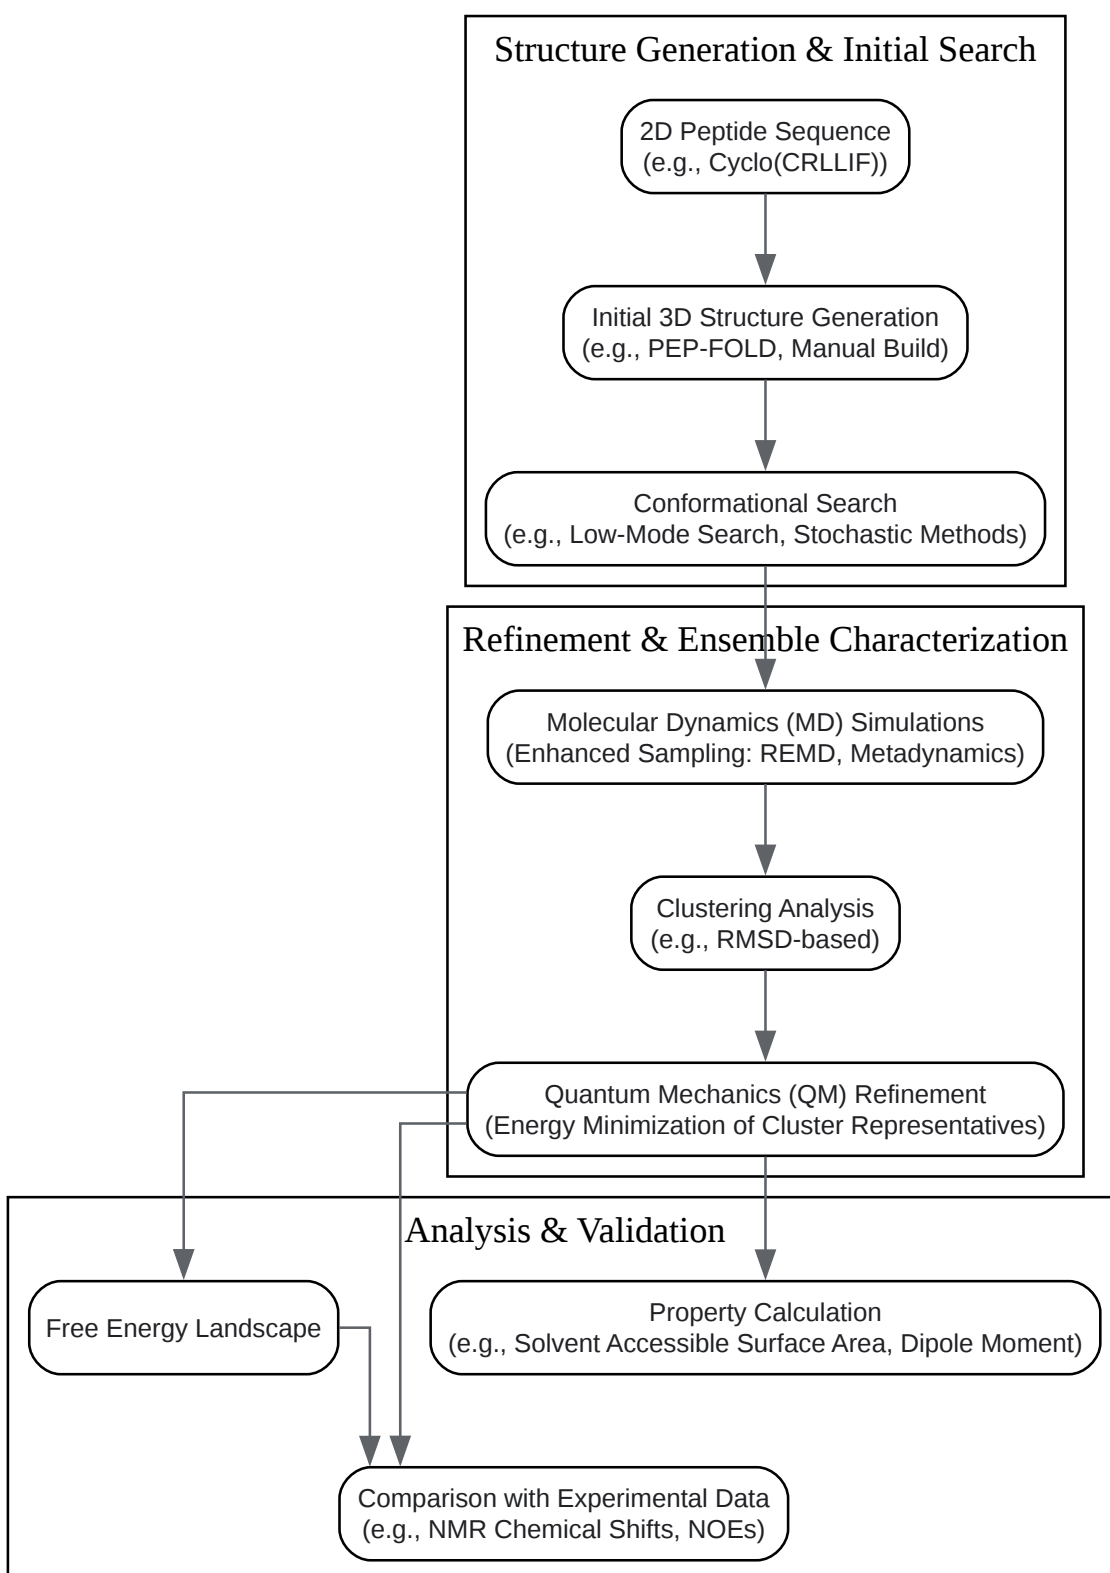 Structure Generation & Initial Search
2D Peptide Sequence
(e.g., Cyclo(CRLLIF))
Initial 3D Structure Generation
(e.g., PEP-FOLD, Manual Build)
Conformational Search
(e.g., Low-Mode Search, Stochastic Methods)
Refinement & Ensemble Characterization
Molecular Dynamics (MD) Simulations
(Enhanced Sampling: REMD, Metadynamics)
Clustering Analysis
(e.g., RMSD-based)
Quantum Mechanics (QM) Refinement
(Energy Minimization of Cluster Representatives)
Analysis & Validation
Free Energy Landscape
Property Calculation
(e.g., Solvent Accessible Surface Area, Dipole Moment)
Comparison with Experimental Data
(e.g., NMR Chemical Shifts, NOEs)